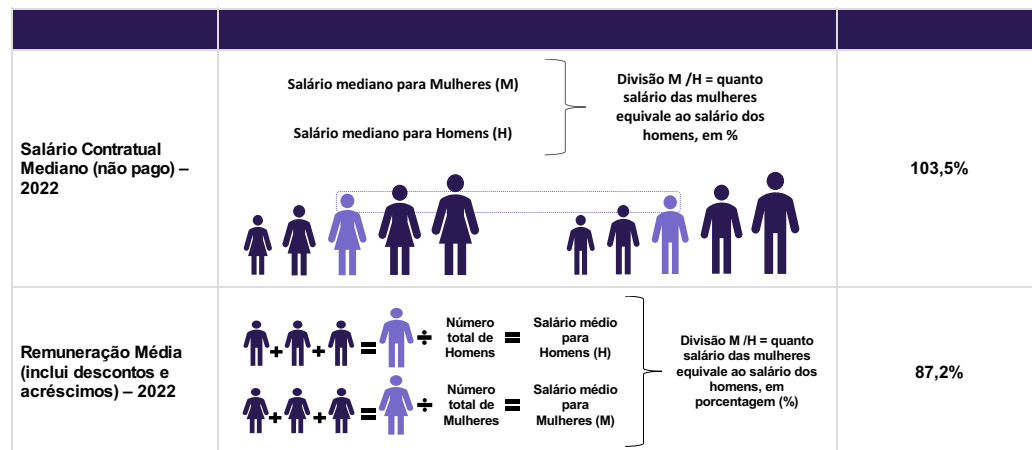 Salário Contratual
Mediano (não pago) –
2022
Salário mediano para Mulheres (M)
Salário mediano para Homens (H)
Divisão M /H = quanto
salário das mulheres
equivale ao salário dos
homens, em %
103,5%
Remuneração Média
(inclui descontos e
acréscimos) – 2022
+ + = ÷
Número
total de
Homens
=
Salário médio
para
Homens (H)
+ + = ÷
Número
total de
Mulheres
=
Salário médio
para
Mulheres (M)
Divisão M /H = quanto
salário das mulheres
equivale ao salário dos
homens, em
porcentagem (%)
87,2%